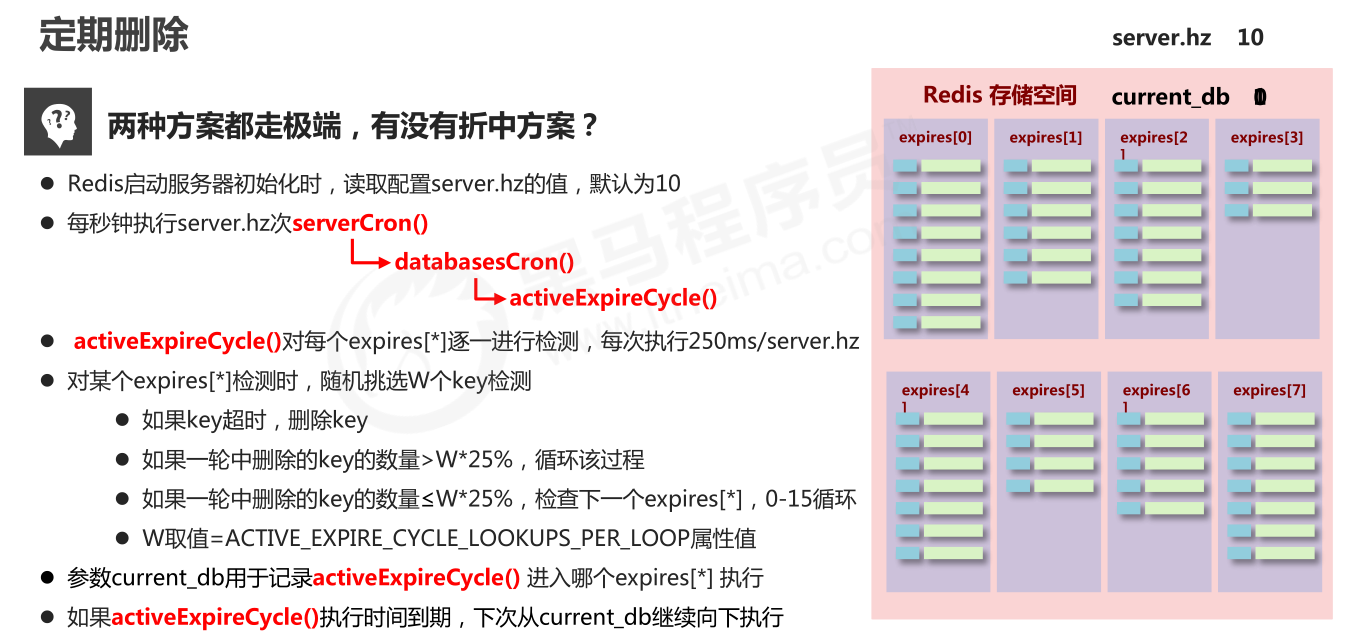 定期删除
server.hz 10
两种方案都走极端，有没有折中方案？
Redis启动服务器初始化时，读取配置server.hz的值，默认为10
每秒钟执行server.hz次serverCron()
databasesCron()
activeExpireCycle()
activeExpireCycle()对每个expires[*]逐一进行检测，每次执行250ms/server.hz
对某个expires[*]检测时，随机挑选W个key检测
如果key超时，删除key
如果一轮中删除的key的数量>W*25%，循环该过程
如果一轮中删除的key的数量≤W*25%，检查下一个expires[*]，0-15循环
W取值=ACTIVE_EXPIRE_CYCLE_LOOKUPS_PER_LOOP属性值
参数current_db用于记录activeExpireCycle() 进入哪个expires[*] 执行
如果activeExpireCycle()执行时间到期，下次从current_db继续向下执行
Redis 存储空间
current_db
expires[0]
expires[1]
expires[2
]
expires[3]
expires[4
]
expires[5]
expires[6
]
expires[7]
黑马程序员